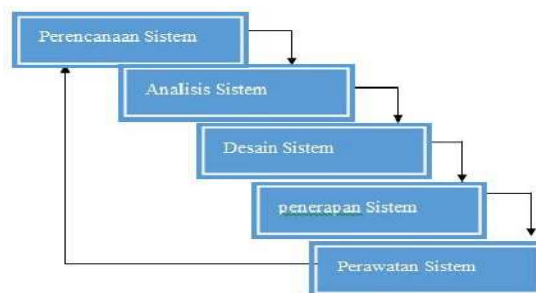 Perencanaan Sistem
Analisis Sistem
Desain Sistem
penerapan Sistem
Perawatan Sistem